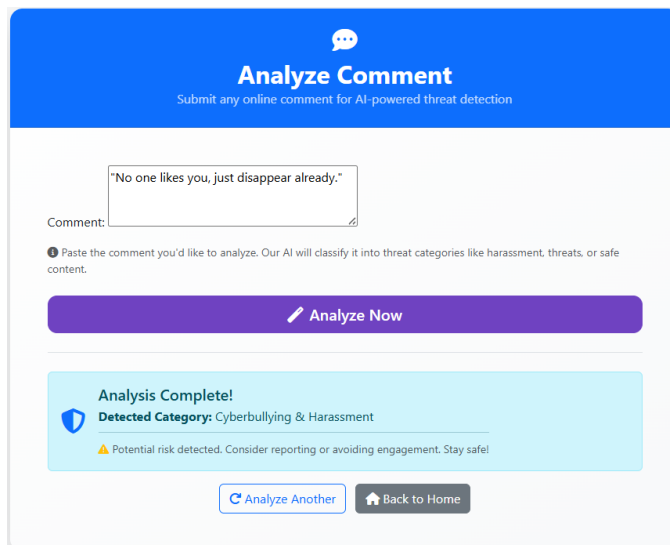 Analyze Comment
Submit any online comment for AI-powered threat detection
"No one likes you, just disappear already."
Comment:
Paste the comment you'd like to analyze. Our AI will classify it into threat categories like harassment, threats, or safe
content.
Analyze Now
Analysis Complete!
Detected Category: Cyberbullying & Harassment
Potential risk detected. Consider reporting or avoiding engagement. Stay safe!
Analyze Another
Back to Home